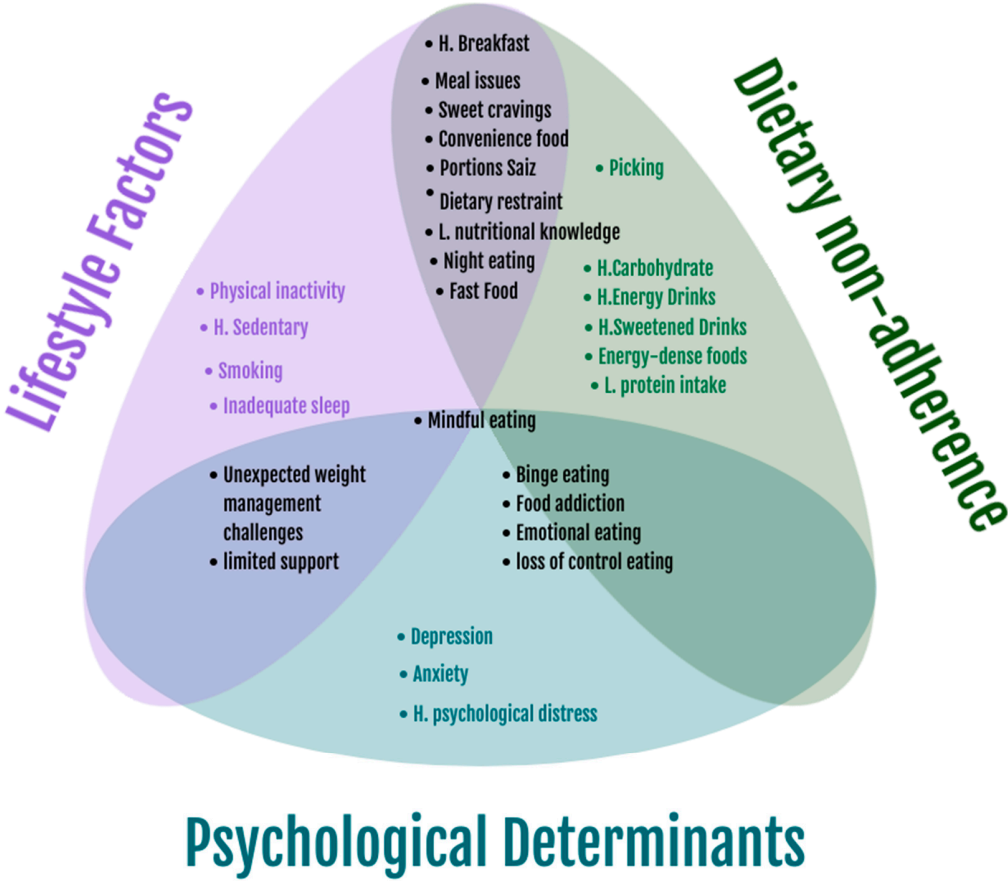 Lifestyle Factors
Dietary non-adherence
• H. Breakfast
• Meal issues
• Sweet cravings
• Convenience food
• Portions Saiz
• Dietary restraint
• L. nutritional knowledge
• Night eating
• Fast Food
• Picking
• H.Carbohydrate
• H.Energy Drinks
• H.Sweetened Drinks
• Energy-dense foods
• L. protein intake
• Physical inactivity
• H. Sedentary
• Smoking
• Inadequate sleep
• Mindful eating
• Unexpected weight
management
challenges
• limited support
• Binge eating
• Food addiction
• Emotional eating
• loss of control eating
• Depression
• Anxiety
• H. psychological distress
Psychological Determinants